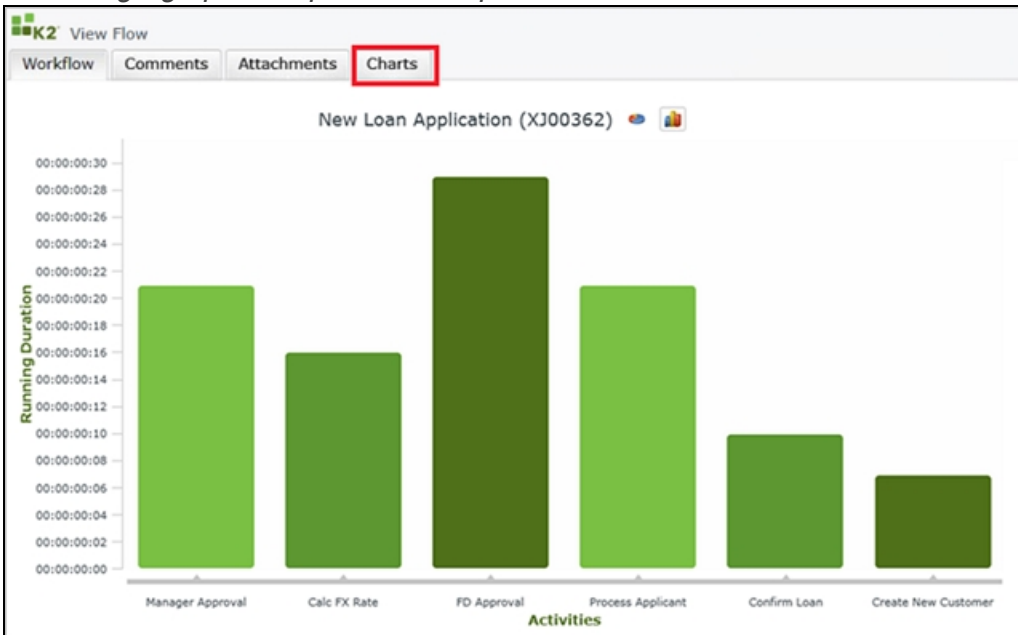 K2 View Flow
Workflow Comments Attachments Charts
New Loan Application (XJ00362)
00:00:00:30
00:00:00:28
00:00:00:26
00:00:00:24
00:00:00:22
00:00:00:20
00:00:00:18
00:00:00:16
00:00:00:14
00:00:00:12
00:00:00:10
00:00:00:08
00:00:00:06
00:00:00:04
00:00:00:02
00:00:00:00
Running Duration
Manager Approval Calc FX Rate FD Approval Process Applicant Confirm Loan Create New Customer
Activities